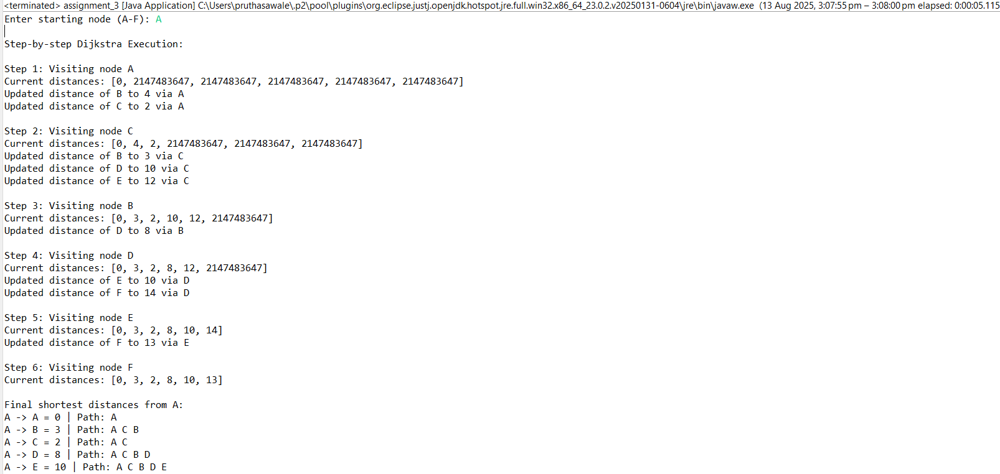 <terminated> assignment_3 [Java Application] C:\Users\pruthasawale\.p2\pool\plugins\org.eclipse.justj.openjdk.hotspot.jre.full.win32.x86_64_23.0.2.v20250131-0604\jre\bin\javaw.exe (13 Aug 2025, 3:07:55 pm – 3:08:00 pm elapsed: 0:00:05.115
Enter starting node (A-F): A
Step-by-step Dijkstra Execution:
Step 1: Visiting node A
Current distances: [0, 2147483647, 2147483647, 2147483647, 2147483647, 2147483647]
Updated distance of B to 4 via A
Updated distance of C to 2 via A
Step 2: Visiting node C
Current distances: [0, 4, 2, 2147483647, 2147483647, 2147483647]
Updated distance of B to 3 via C
Updated distance of D to 10 via C
Updated distance of E to 12 via C
Step 3: Visiting node B
Current distances: [0, 3, 2, 10, 12, 2147483647]
Updated distance of D to 8 via B
Step 4: Visiting node D
Current distances: [0, 3, 2, 8, 12, 2147483647]
Updated distance of E to 10 via D
Updated distance of F to 14 via D
Step 5: Visiting node E
Current distances: [0, 3, 2, 8, 10, 14]
Updated distance of F to 13 via E
Step 6: Visiting node F
Current distances: [0, 3, 2, 8, 10, 13]
Final shortest distances from A:
A -> A = 0 | Path: A
A -> B = 3 | Path: A C B
A -> C = 2 | Path: A C
A -> D = 8 | Path: A C B D
A -> E = 10 | Path: A C B D E